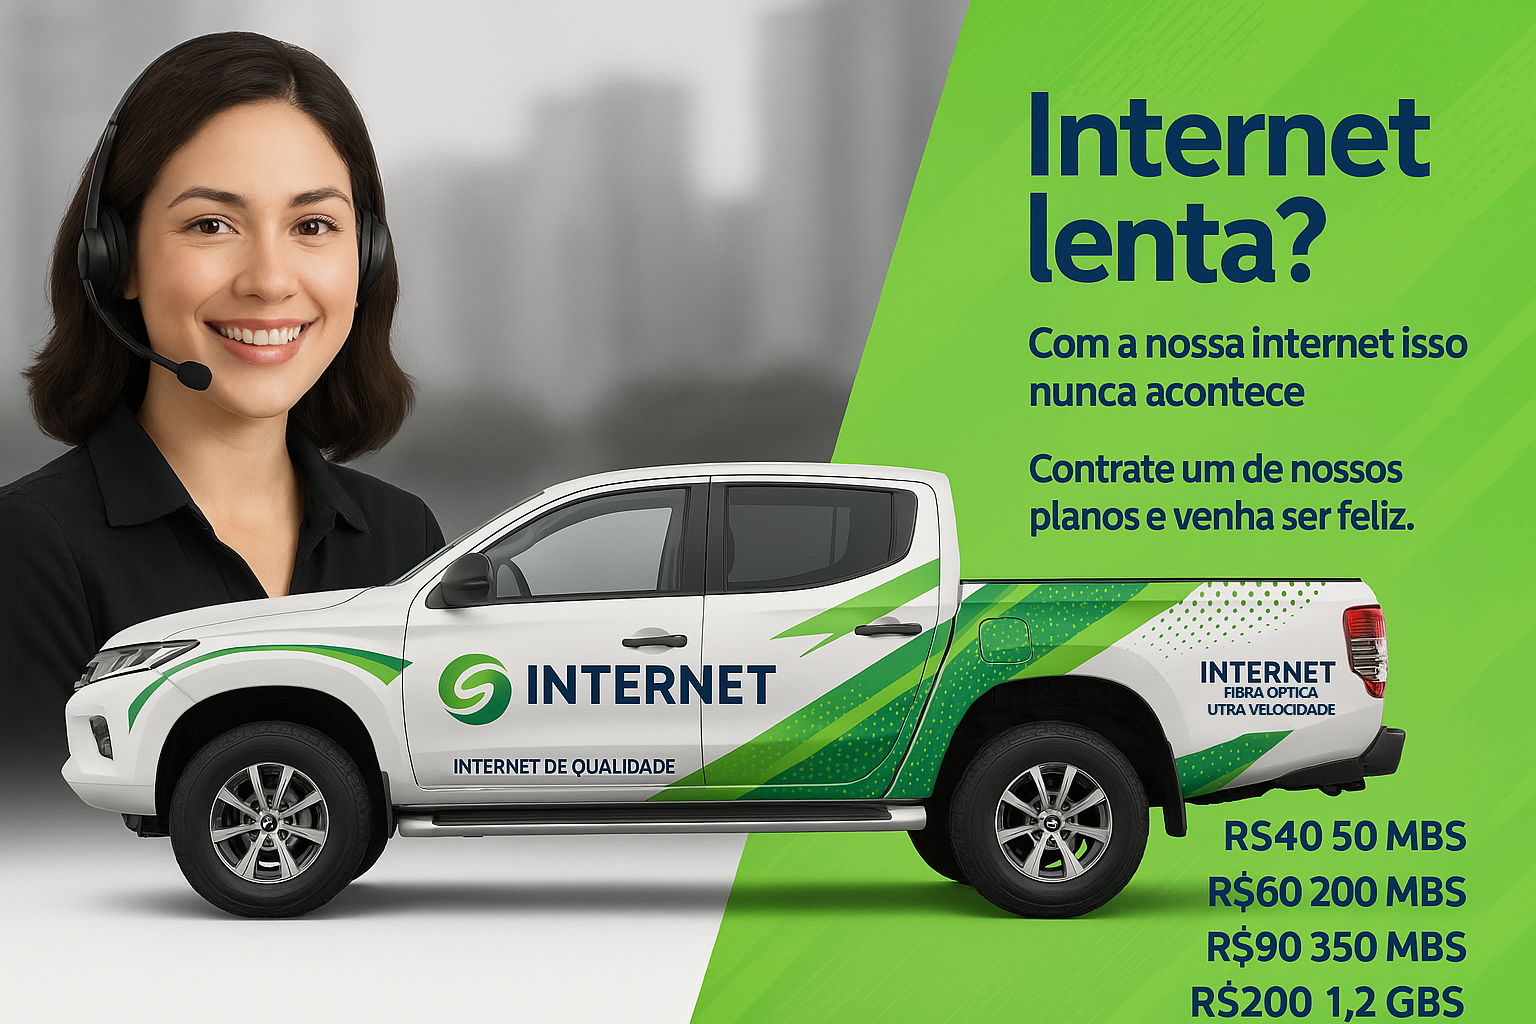 Internet
lenta?
Com a nossa internet isso
nunca acontece
Contrate um de nossos
planos e venha ser feliz.
INTERNET
INTERNET DE QUALIDADE
INTERNET
FIBRA OPTICA
UTRA VELOCIDADE
RS40 50 MBS
R$60 200 MBS
R$90 350 MBS
R$200 1,2 GBS